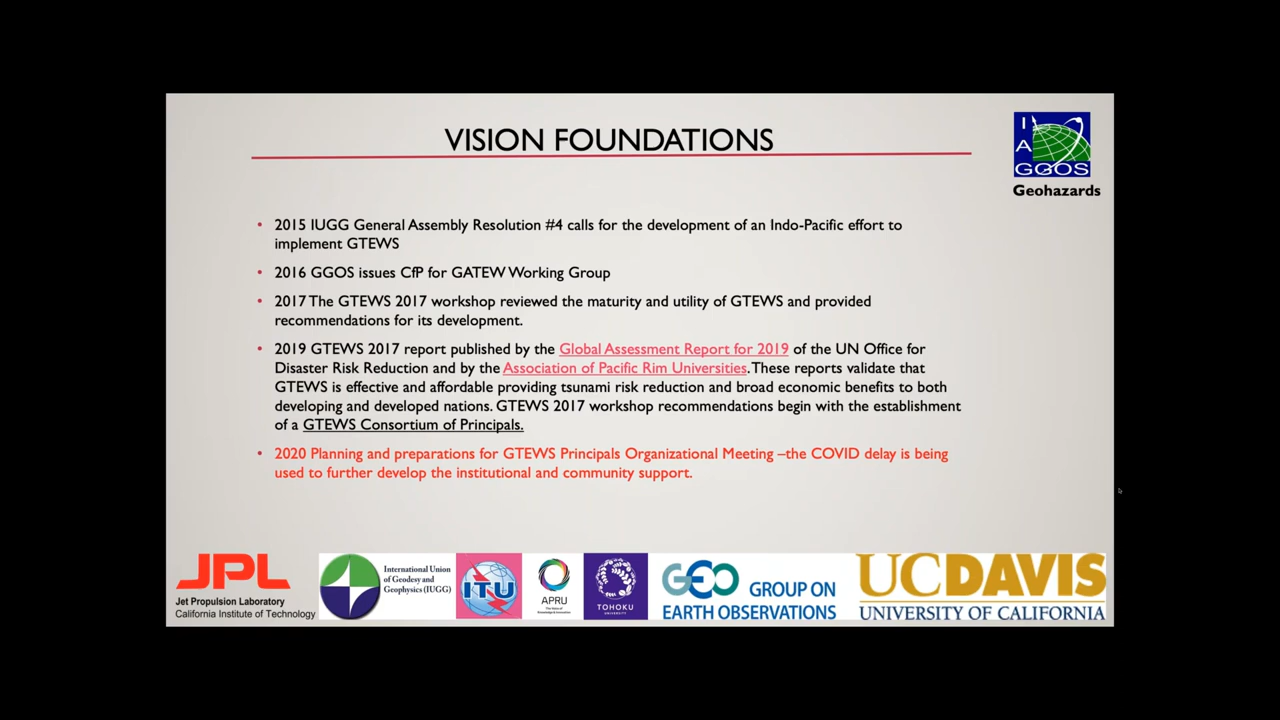 VISION FOUNDATIONS
I
A
GGOS
Geohazards
• 2015 IUGG General Assembly Resolution #4 calls for the development of an Indo-Pacific effort to
implement GTEWS
• 2016 GGOS issues CfP for GATEW Working Group
• 2017 The GTEWS 2017 workshop reviewed the maturity and utility of GTEWS and provided
recommendations for its development.
• 2019 GTEWS 2017 report published by the Global Assessment Report for 2019 of the UN Office for
Disaster Risk Reduction and by the Association of Pacific Rim Universities. These reports validate that
GTEWS is effective and affordable providing tsunami risk reduction and broad economic benefits to both
developing and developed nations. GTEWS 2017 workshop recommendations begin with the establishment
of a GTEWS Consortium of Principals.
• 2020 Planning and preparations for GTEWS Principals Organizational Meeting –the COVID delay is being
used to further develop the institutional and community support.
JPL
Jet Propulsion Laboratory
California Institute of Technology
International Union
of Geodesy and
Geophysics (IUGG)
ITU
APRU
TOHOKU
UNIVERSITY
GEO GROUP ON
EARTH OBSERVATIONS
UCDAVIS
UNIVERSITY OF CALIFORNIA